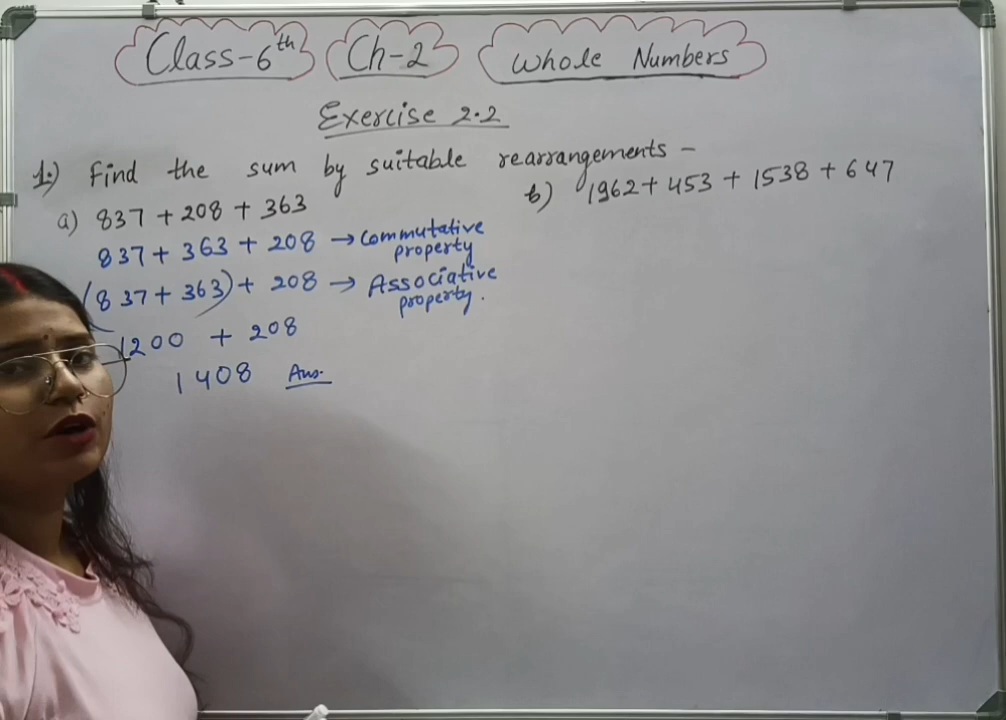 Class-6th Ch-2 Whole Numbers
Exercise 2.2
1.) Find the sum by suitable rearrangements -
a) 837 + 208 + 363
837 + 363 + 208 → Commutative property
(837 + 363) + 208 → Associative property.
1200 + 208
1408 Ans.
b) 1962 + 453 + 1538 + 647